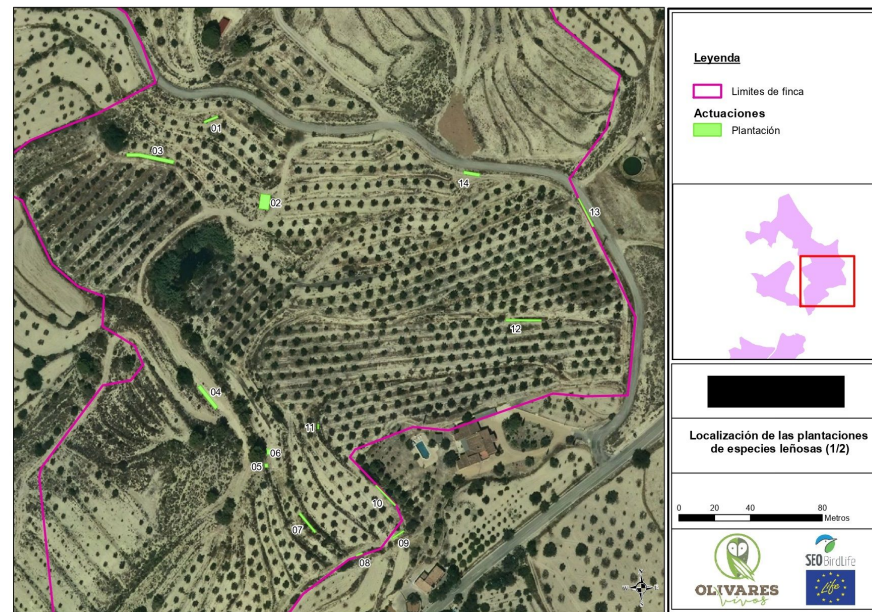 01
03
02
14
13
12
04
11
06
05
10
07
09
08
Leyenda
Limites de finca
Actuaciones
Plantación
Localización de las plantaciones
de especies leñosas (1/2)
0 20 40 80
Metros
OLIVARES
vivos
SEO BirdLife
Life